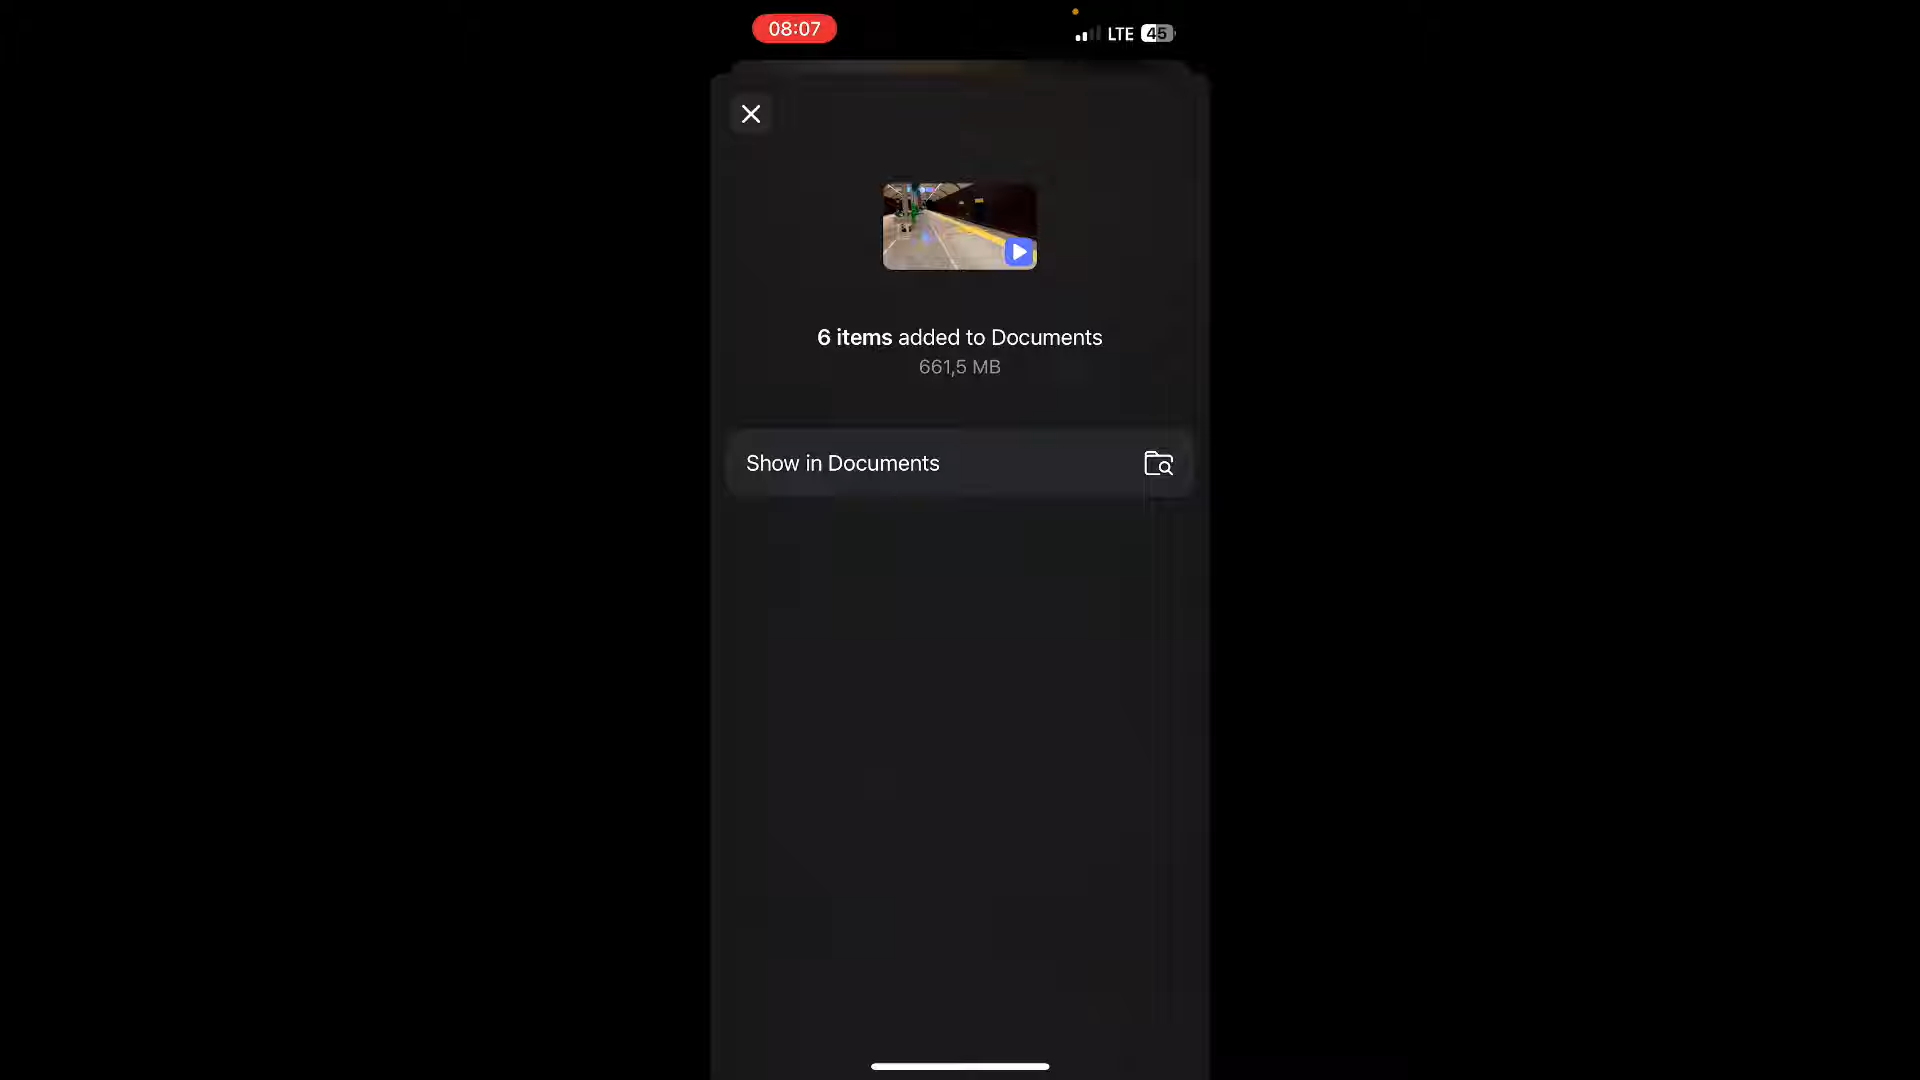 08:07
LTE 45
6 items added to Documents
661,5 MB
Show in Documents